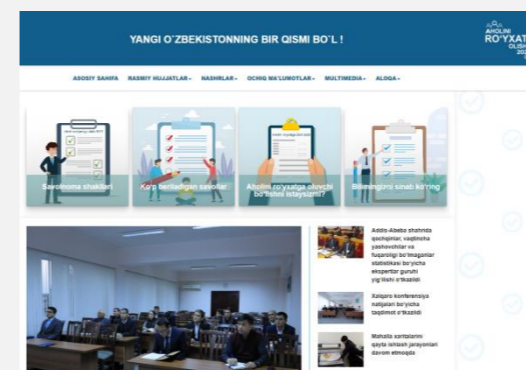 YANGI O'ZBEKISTONNING BIR QISMI BO'L !
AHOLINI
RO'YXAT
OLISH
202
ASOSIY SAHIFA RASMIY HUJJATLAR NASHRLAR OCHIQ MA'LUMOTLAR MULTIMEDIA ALOQA
Savolnoma shakllari
Ko'p beriladigan savollar
Aholini ro'yxatga oluvchi
bo'lishni istaysizmi?
Bilimingizni sinab ko'ring
Addis-Abeba shahrida
qochqinlar, vaqtincha
yashovchilar va
fuqaroligi bo'lmaganlar
statistikasi bo'yicha
ekspertlar guruhi
yig'ilishi o'tkazildi
Xalqaro konferensiya
natijalari bo'yicha
taqdimot o'tkazildi
Mahalla xaritalarini
qayta ishlash jarayonlari
davom etmoqda